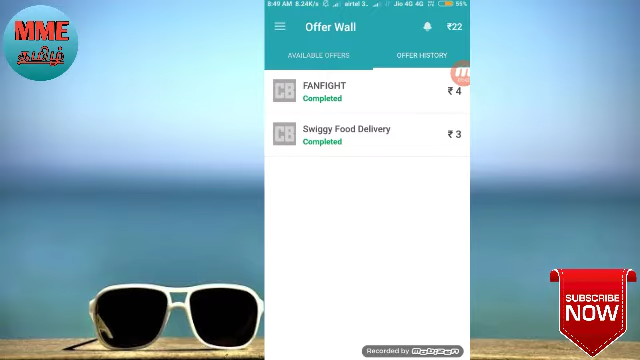 MME
தமிழ்
8:49 AM 8.24K/s airtel 3.. Jio 4G 4G 55%
Offer Wall
₹22
AVAILABLE OFFERS
OFFER HISTORY
FANFIGHT
Completed
₹ 4
Swiggy Food Delivery
Completed
₹ 3
CB
CB
SUBSCRIBE
NOW
Recorded by mobizen